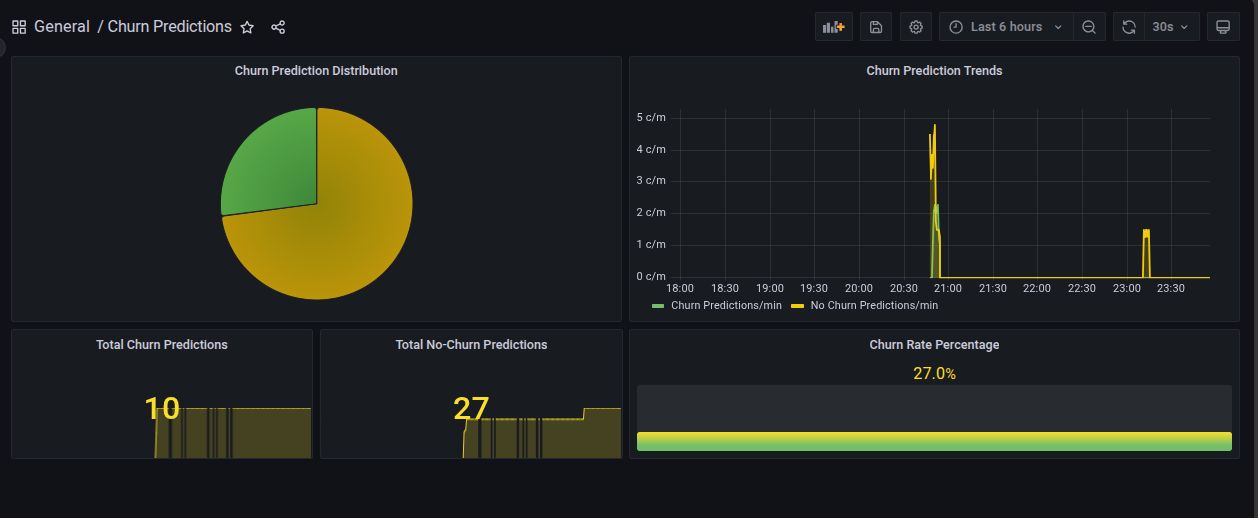 General / Churn Predictions
Last 6 hours
30s
Churn Prediction Distribution
Churn Prediction Trends
5 c/m
4 c/m
3 c/m
2 c/m
1 c/m
0 c/m
18:00 18:30 19:00 19:30 20:00 20:30 21:00 21:30 22:00 22:30 23:00 23:30
Churn Predictions/min No Churn Predictions/min
Total Churn Predictions
10
Total No-Churn Predictions
27
Churn Rate Percentage
27.0%